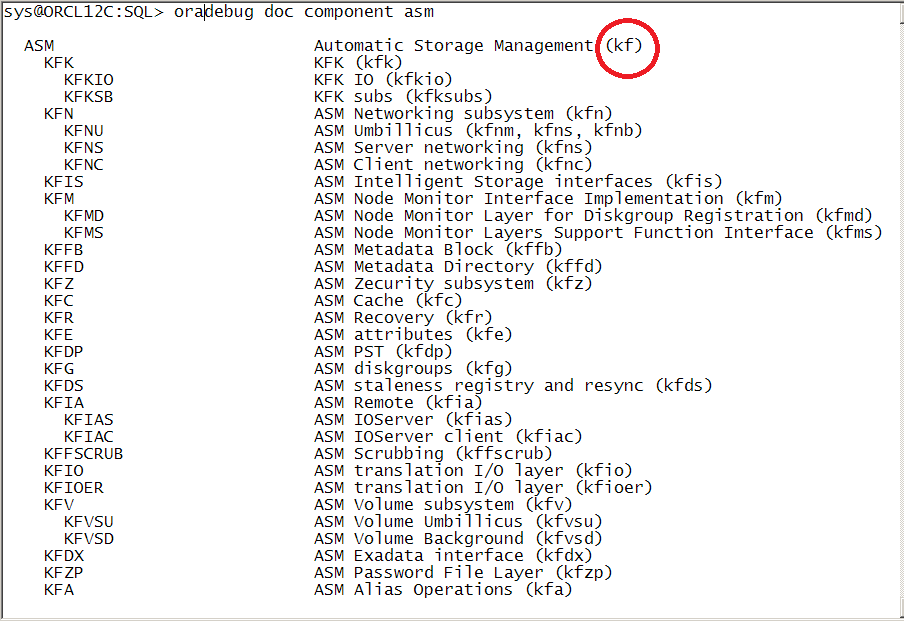 sys@ORCL12C:SQL> oradebug doc component asm
ASM Automatic Storage Management (kf)
KFK KFK (kfk)
KFKIO KFK IO (kfkio)
KFKSB KFK subs (kfksubs)
KFN ASM Networking subsystem (kfn)
KFNU ASM Umbillicus (kfnm, kfns, kfnb)
KFNS ASM Server networking (kfns)
KFNC ASM Client networking (kfnc)
KFIS ASM Intelligent Storage interfaces (kfis)
KFM ASM Node Monitor Interface Implementation (kfm)
KFMD ASM Node Monitor Layer for Diskgroup Registration (kfmd)
KFMS ASM Node Monitor Layers Support Function Interface (kfms)
KFFB ASM Metadata Block (kffb)
KFFD ASM Metadata Directory (kffd)
KFZ ASM Zecurity subsystem (kfz)
KFC ASM Cache (kfc)
KFR ASM Recovery (kfr)
KFE ASM attributes (kfe)
KFDP ASM PST (kfdp)
KFG ASM diskgroups (kfg)
KFDS ASM staleness registry and resync (kfds)
KFIA ASM Remote (kfia)
KFIAS ASM IOServer (kfias)
KFIAC ASM IOServer client (kfiac)
KFFSCRUB ASM Scrubbing (kffscrub)
KFIO ASM translation I/O layer (kfio)
KFIOER ASM translation I/O layer (kfioer)
KFV ASM Volume subsystem (kfv)
KFVSU ASM Volume Umbillicus (kfvsu)
KFVSD ASM Volume Background (kfvsd)
KFDX ASM Exadata interface (kfdx)
KFZP ASM Password File Layer (kfzp)
KFA ASM Alias Operations (kfa)